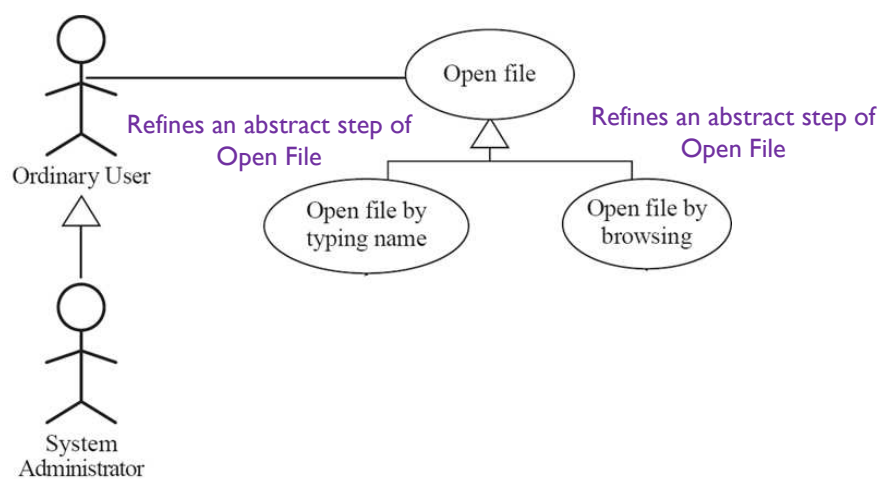 Open file
Refines an abstract step of
Open File
Refines an abstract step of
Open File
Ordinary User
Open file by
typing name
Open file by
browsing
System
Administrator